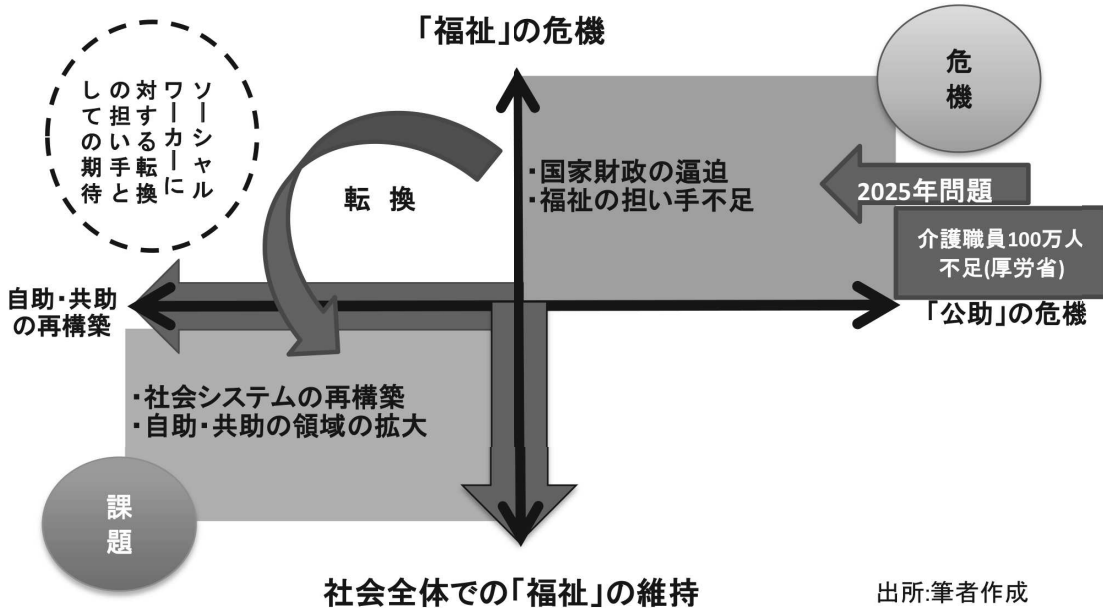 「福祉」の危機
危機
ソーシャル
ワーカーに
対する転換
の担い手と
しての期待
転 換
・国家財政の逼迫
・福祉の担い手不足
2025年問題
介護職員100万人
不足(厚労省)
自助・共助
の再構築
「公助」の危機
・社会システムの再構築
・自助・共助の領域の拡大
課題
社会全体での「福祉」の維持
出所:筆者作成